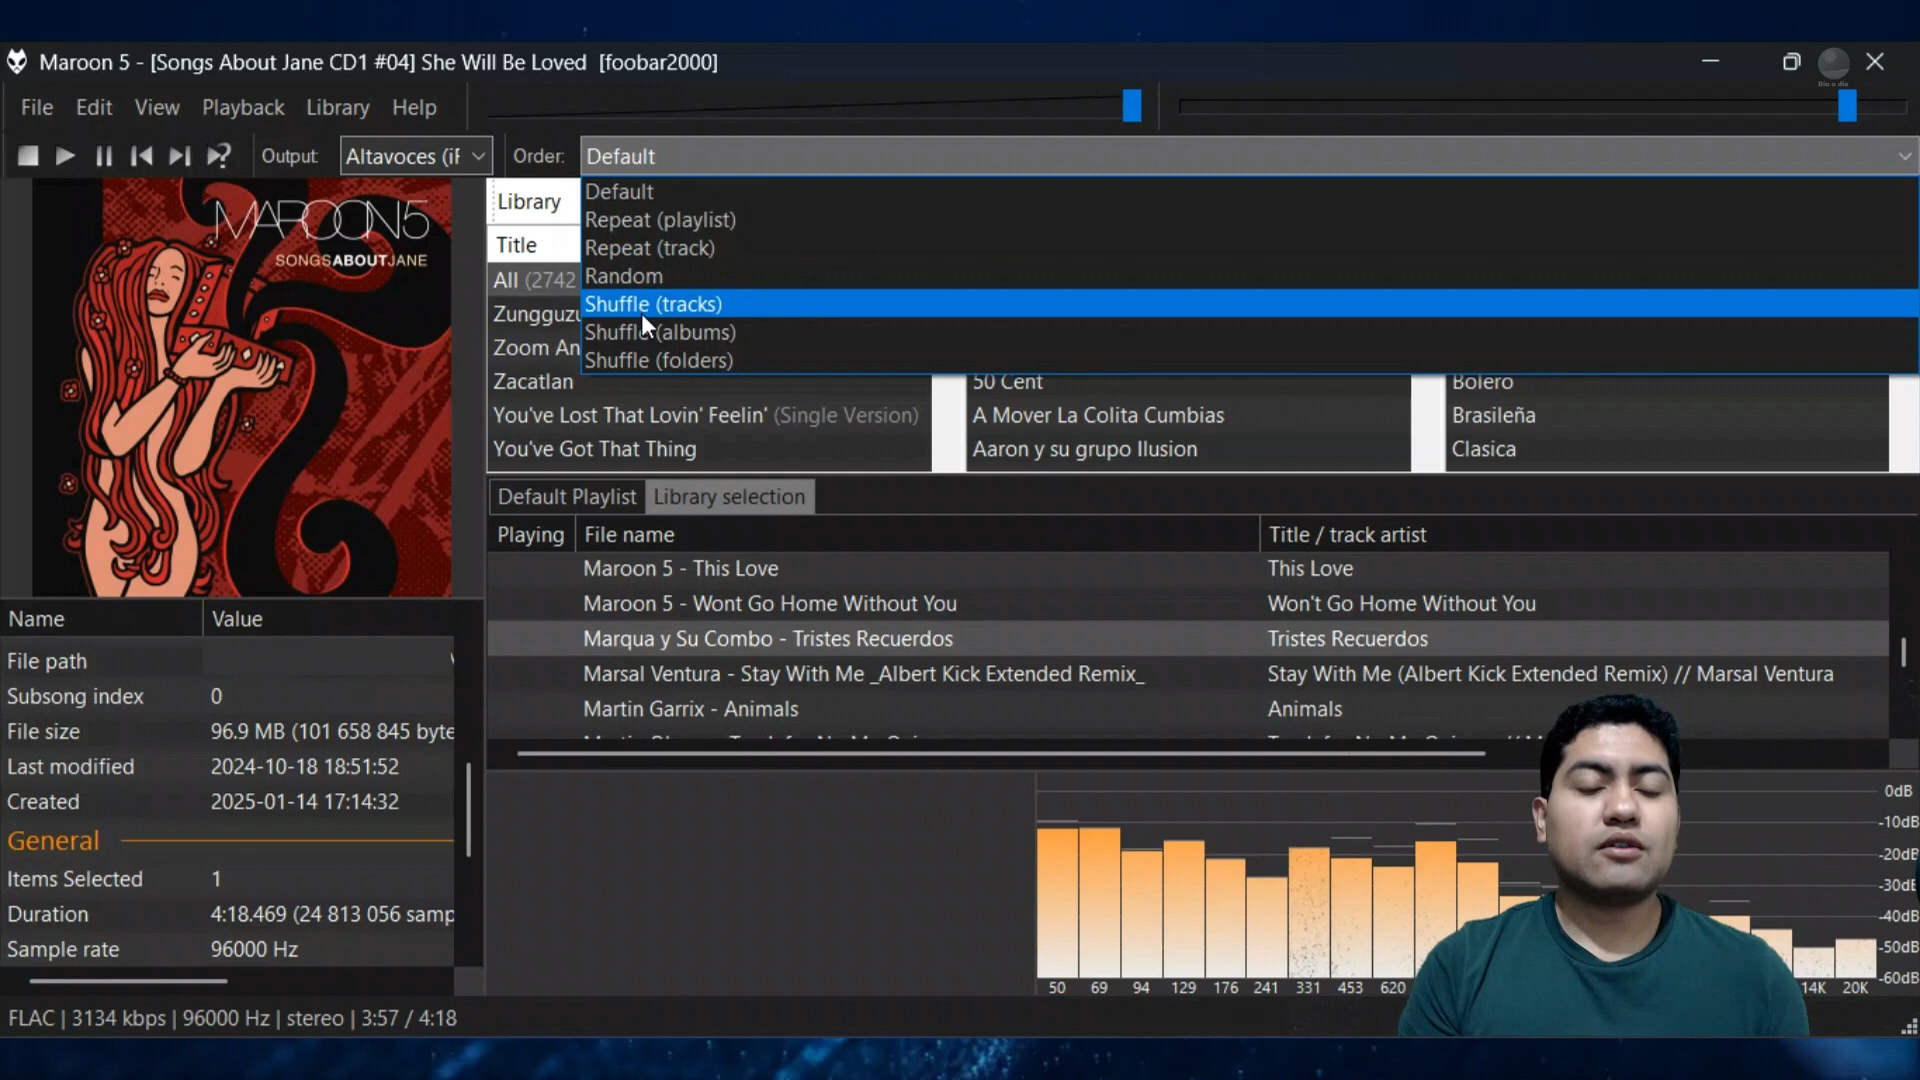 Maroon 5 - [Songs About Jane CD1 #04] She Will Be Loved [foobar2000]
Dia a dia
File Edit View Playback Library Help
Output: Altavoces (iF Order: Default
Default
Repeat (playlist)
Repeat (track)
Random
Shuffle (tracks)
Shuffle (albums)
Shuffle (folders)
MAROON5
SONGSABOUTJANE
Library
Title
All (2742
Zungguzu
Zoom An
Zacatlan 50 Cent Bolero
You've Lost That Lovin' Feelin' (Single Version) A Mover La Colita Cumbias Brasileña
You've Got That Thing Aaron y su grupo Ilusion Clasica
Default Playlist Library selection
Playing File name Title / track artist
Maroon 5 - This Love This Love
Maroon 5 - Wont Go Home Without You Won't Go Home Without You
Marqua y Su Combo - Tristes Recuerdos Tristes Recuerdos
Marsal Ventura - Stay With Me _Albert Kick Extended Remix_ Stay With Me (Albert Kick Extended Remix) // Marsal Ventura
Martin Garrix - Animals Animals
Name Value
File path
Subsong index 0
File size 96.9 MB (101 658 845 byte
Last modified 2024-10-18 18:51:52
Created 2025-01-14 17:14:32
General
Items Selected 1
Duration 4:18.469 (24 813 056 samp
Sample rate 96000 Hz
0dB
-10dB
-20dB
-30dB
-40dB
-50dB
-60dB
50 69 94 129 176 241 331 453 620 14K 20K
FLAC | 3134 kbps | 96000 Hz | stereo | 3:57 / 4:18